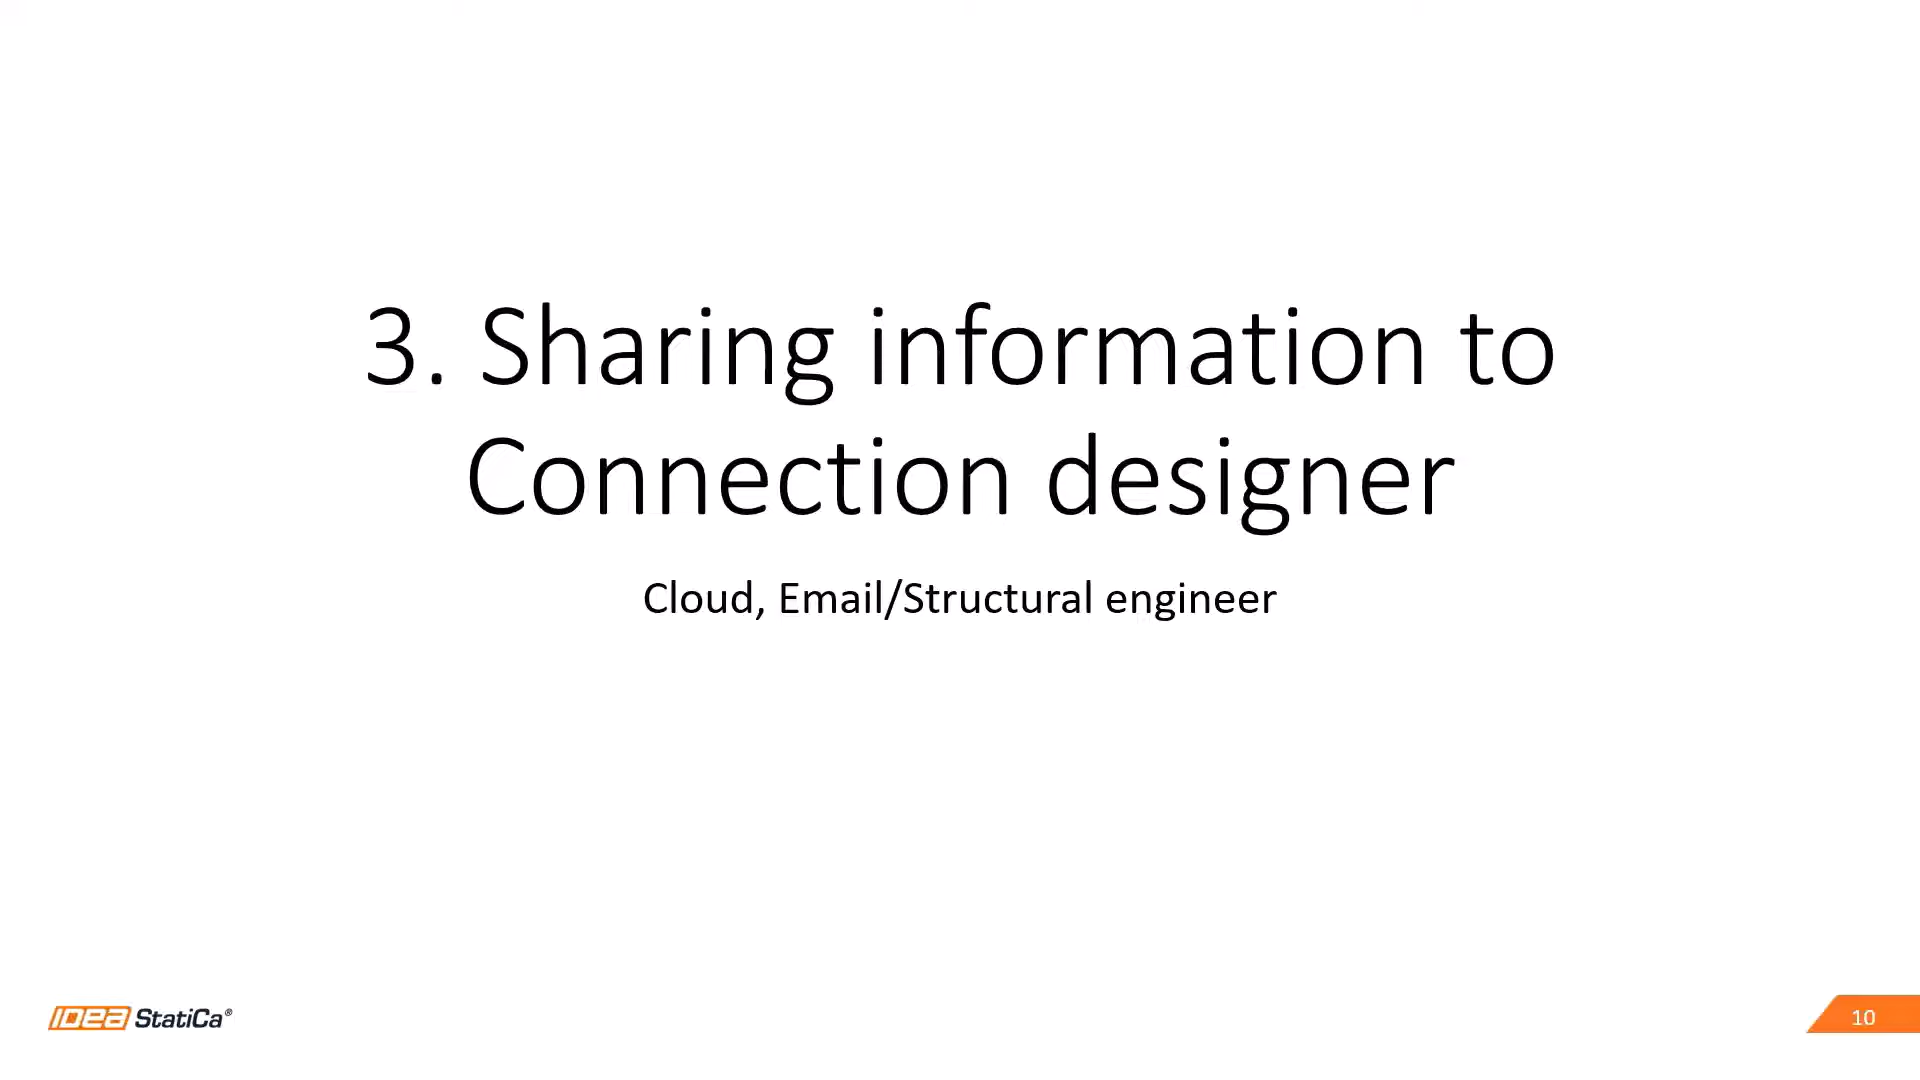 3. Sharing information to
Connection designer
Cloud, Email/Structural engineer
IDEA StatiCa®
10